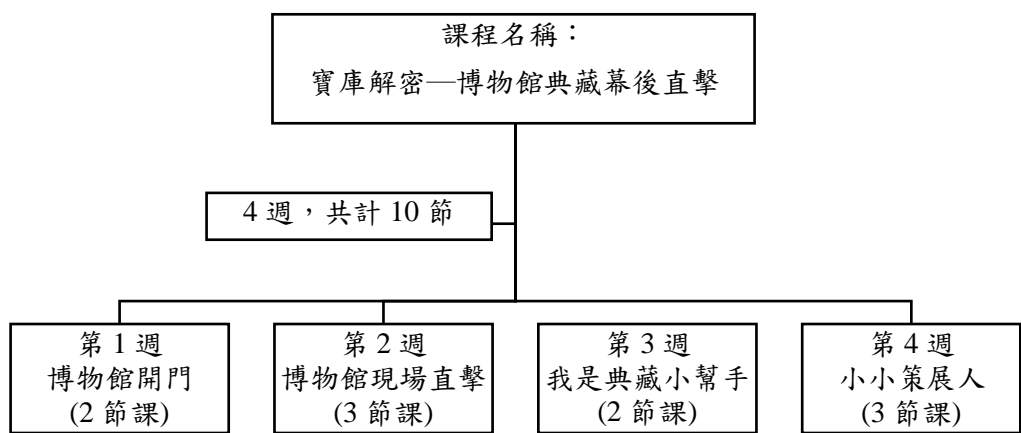 課程名稱：
寶庫解密—博物館典藏幕後直擊
4 週，共計 10 節
第 1 週
博物館開門
(2 節課)
第 2 週
博物館現場直擊
(3 節課)
第 3 週
我是典藏小幫手
(2 節課)
第 4 週
小小策展人
(3 節課)